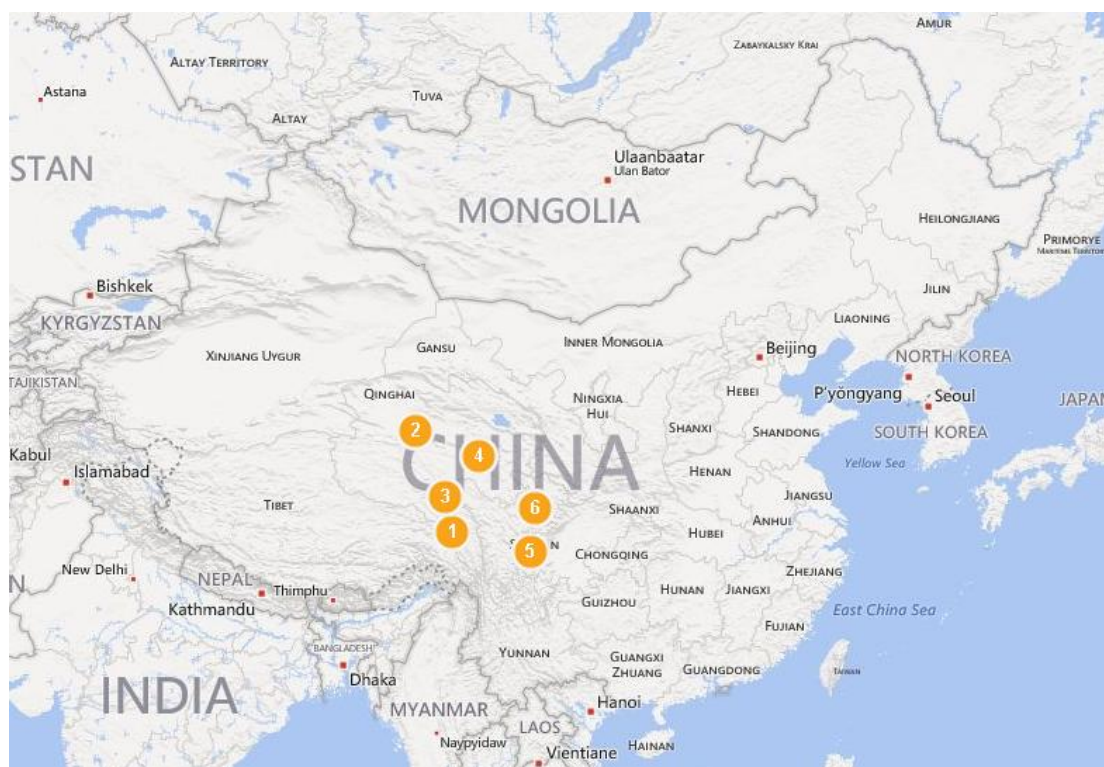 AMUR
ALTAY TERRITORY
ZABAYKALSKY KRAI
Astana
TUVA
ALTAY
STAN
Ulaanbaatar
Ulan Bator
MONGOLIA
HEILONGJIANG
PRIMORYE
MARITIME TERRITORY
Bishkek
JILIN
KYRGYZSTAN
LIAONING
GANSU
INNER MONGOLIA
Beijing
XINJIANG UYGUR
NORTH KOREA
TAJIKISTAN
QINGHAI
NINGXIA
HUI
HEBEI
P'yŏngyang
Seoul
JAPA
2
SHANXI
SHANDONG
SOUTH KOREA
Kabul
4
CHINA
Yellow Sea
Islamabad
HENAN
3
JIANGSU
TIBET
6
SHAANXI
ANHUI
1
HUBEI
5
N
CHONGQING
New Delhi
NEPAL
Thimphu
ZHEJIANG
N
Kathmandu
GUIZHOU
HUNAN
JIANGXI
East China Sea
FUJIAN
BANGLADESH
YUNNAN
GUANGXI
ZHUANG
GUANGDONG
TAIWAN
Dhaka
INDIA
MYANMAR
Hanoi
LAOS
Naypyidaw
HAINAN
Vientiane